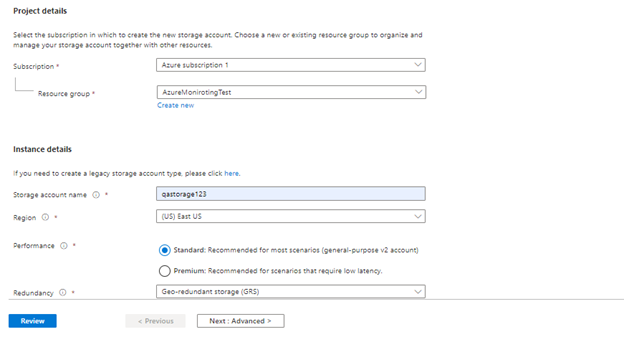 Project details
Select the subscription in which to create the new storage account. Choose a new or existing resource group to organize and
manage your storage account together with other resources.
Subscription *
Azure subscription 1
Resource group *
AzureMonirotingTest
Create new
Instance details
If you need to create a legacy storage account type, please click here.
Storage account name *
qastorage123
Region *
(US) East US
Performance *
Standard: Recommended for most scenarios (general-purpose v2 account)
Premium: Recommended for scenarios that require low latency.
Redundancy *
Geo-redundant storage (GRS)
Review
< Previous
Next : Advanced >